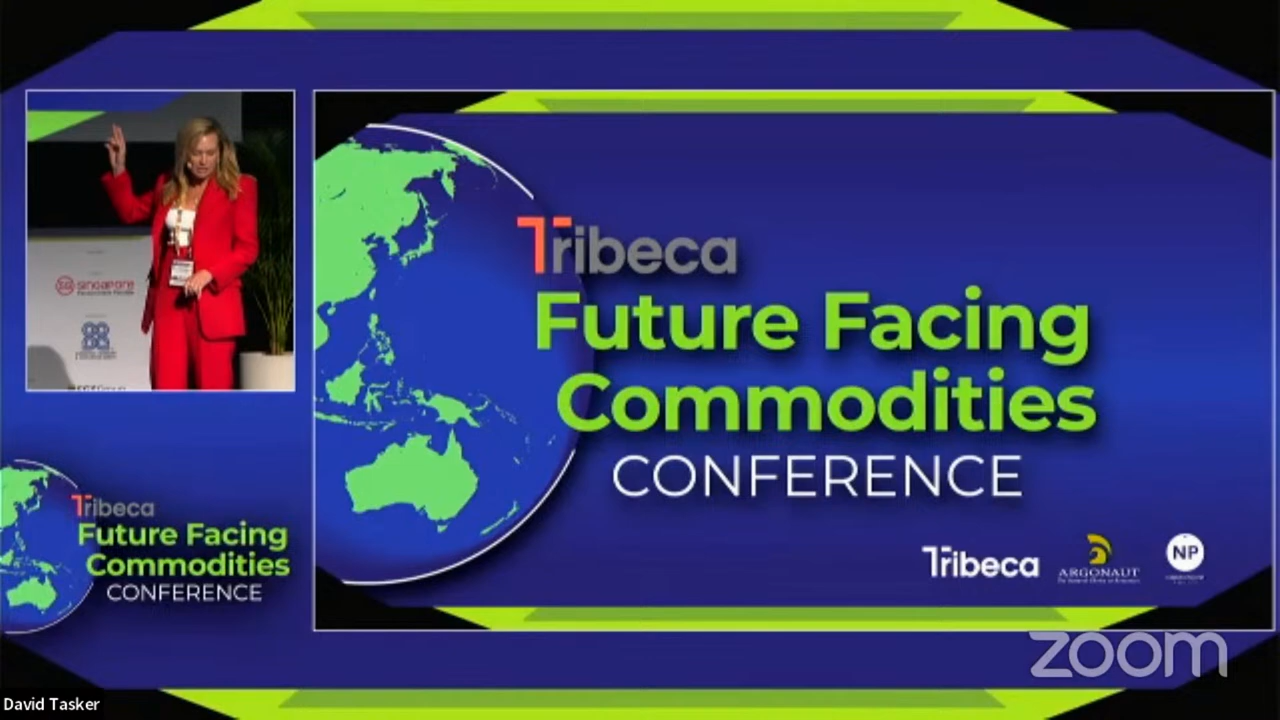 SINGAPORE
Tribeca
Future Facing
Commodities
CONFERENCE
Tribeca
Future Facing
Commodities
CONFERENCE
Tribeca
ARGONAUT
NP
zoom
David Tasker